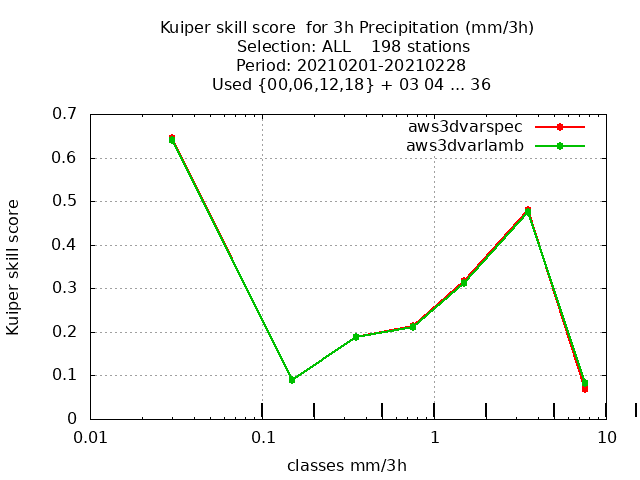 Kuiper skill score  for 3h Precipitation (mm/3h)
Selection: ALL    198 stations
Period: 20210201-20210228
Used {00,06,12,18} + 03 04 ... 36
aws3dvarspec
aws3dvarlamb
Kuiper skill score
0.7
0.6
0.5
0.4
0.3
0.2
0.1
0
0.01 0.1 1 10
classes mm/3h